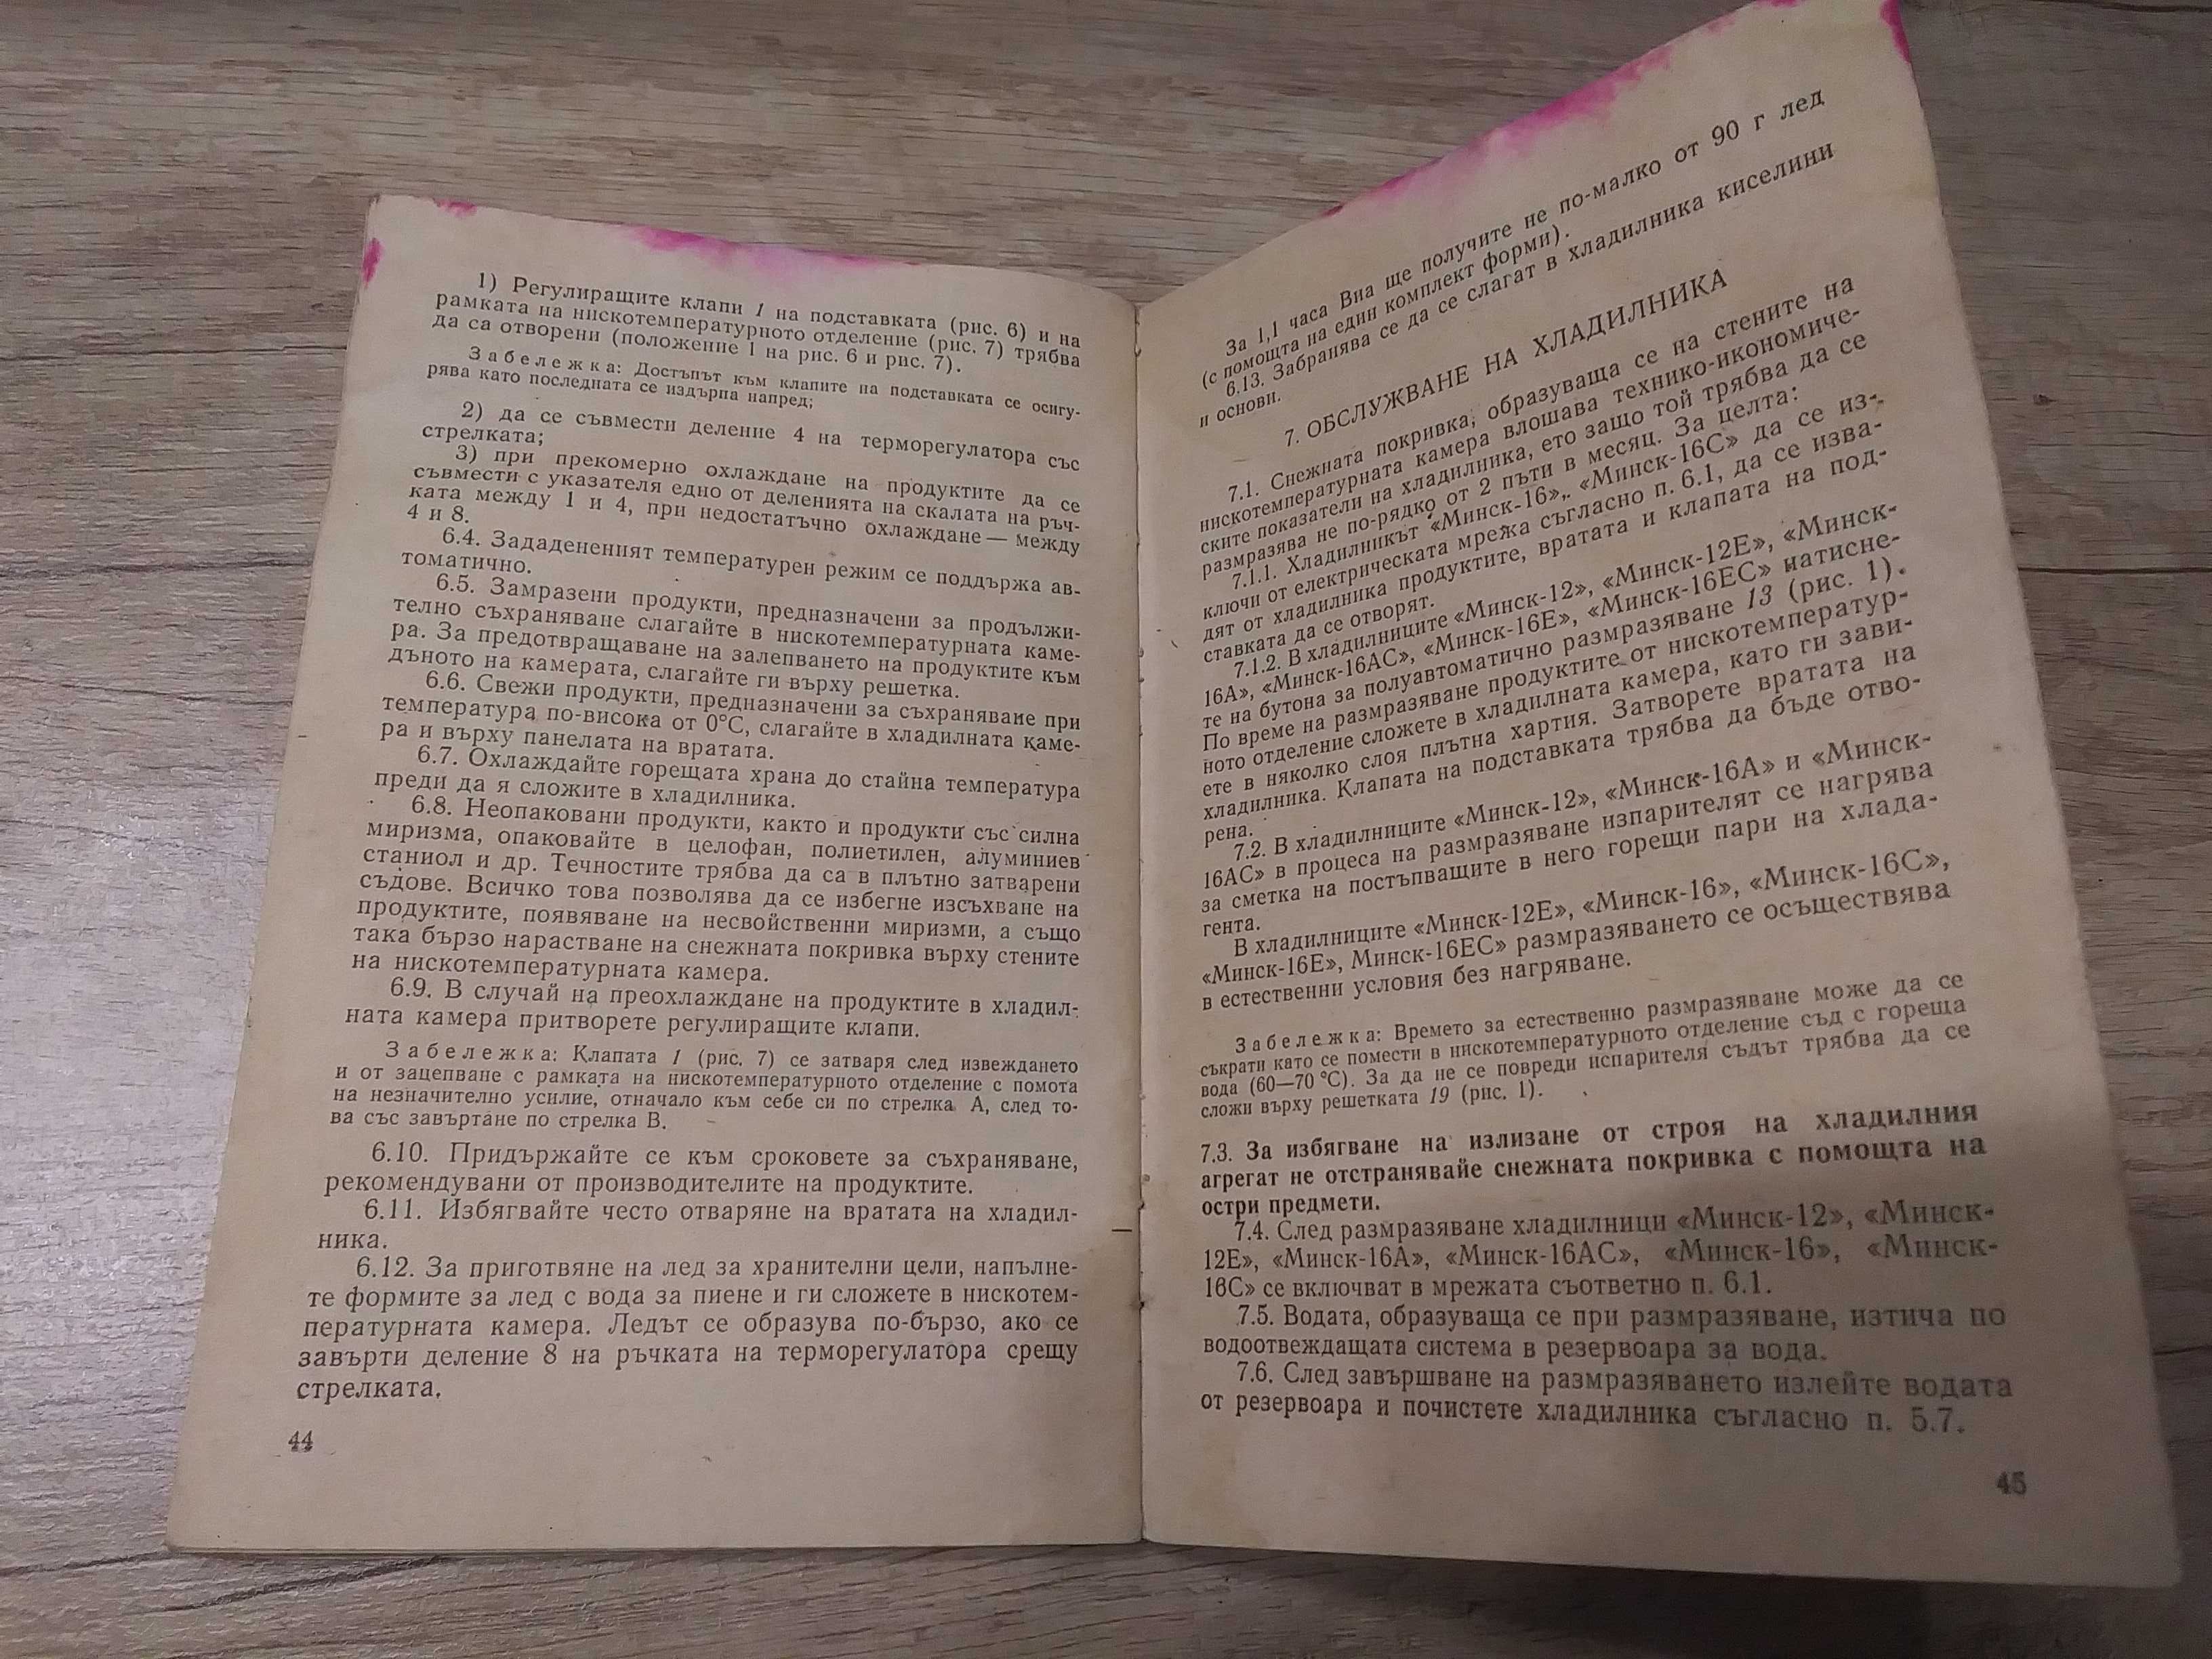 1) Регулиращите клапи 1 на подставката (рис. 6) и на
рамката на нискотемпературното отделение (рис. 7) трябва
да са отворени (положение I на рис. 6 и рис. 7).
Забележка: Достъпът към клапите на подставката се осигу-
рява като последната се издърпа напред;
2) да се съвмести деление 4 на терморегулатора със
стрелката;
3) при прекомерно охлаждане на продуктите да се
съвмести с указателя едно от деленията на скалата на ръч-
ката между 1 и 4, при недостатъчно охлаждане — между
4 и 8.
6.4. Зададененият температурен режим се поддържа ав-
томатично.
6.5. Замразени продукти, предназначени за продължи-
телно съхраняване слагайте в нискотемпературната каме-
ра. За предотвращаване на залепването на продуктите към
дъното на камерата, слагайте ги върху решетка.
6.6. Свежи продукти, предназначени за съхраняване при
температура по-висока от 0°С, слагайте в хладилната каме-
ра и върху панелата на вратата.
6.7. Охлаждайте горещата храна до стайна температура
преди да я сложите в хладилника.
6.8. Неопаковани продукти, както и продукти със силна
миризма, опаковайте в целофан, полиетилен, алуминиев
станиол и др. Течностите трябва да са в плътно затварени
съдове. Всичко това позволява да се избегне изсъхване на
продуктите, появяване на несвойственни миризми, а също
така бързо нарастване на снежната покривка върху стените
на нискотемпературната камера.
6.9. В случай на преохлаждане на продуктите в хладил-
ната камера притворете регулиращите клапи.
Забележка: Клапата 1 (рис. 7) се затваря след извеждането
и от зацепване с рамката на нискотемпературното отделение с помота
на незначително усилие, отначало към себе си по стрелка А, след то-
ва със завъртане по стрелка В.
6.10. Придържайте се към сроковете за съхраняване,
рекомендувани от производителите на продуктите.
6.11. Избягвайте често отваряне на вратата на хладил-
ника.
6.12. За приготвяне на лед за хранителни цели, напълне-
те формите за лед с вода за пиене и ги сложете в нискотем-
пературната камера. Ледът се образува по-бързо, ако се
завърти деление 8 на ръчката на терморегулатора срещу
стрелката.
44
За 1,1 часа Виа ще получите не по-малко от 90 г лед
(с помощта на един комплект форми).
6.13. Забранява се да се слагат в хладилника киселини
и основи.
7. ОБСЛУЖВАНЕ НА ХЛАДИЛНИКА
7.1. Снежната покривка, образуваща се на стените на
нискотемпературната камера влошава технико-икономиче-
ските показатели на хладилника, ето защо той трябва да се
размразява не по-рядко от 2 пъти в месяц. За целта:
7.1.1. Хладилникът «Минск-16», «Минск-16С» да се из-
ключи от електрическата мрежа съгласно п. 6.1, да се изва-
дят от хладилника продуктите, вратата и клапата на под-
ставката да се отворят.
7.1.2. В хладилниците «Минск-12», «Минск-12Е», «Минск-
16А», «Минск-16АС», «Минск-16Е», «Минск-16ЕС» натисне-
те на бутона за полуавтоматично размразяване 13 (рис. 1).
По време на размразяване продуктите от нискотемператур-
ното отделение сложете в хладилната камера, като ги зави-
ете в няколко слоя плътна хартия. Затворете вратата на
хладилника. Клапата на подставката трябва да бъде отво-
рена.
7.2. В хладилниците «Минск-12», «Минск-16А» и «Минск-
16АС» в процеса на размразяване изпарителят се нагрява
за сметка на постъпващите в него горещи пари на хлада-
гента.
В хладилниците «Минск-12Е», «Минск-16», «Минск-16С»,
«Минск-16Е», Минск-16ЕС» размразяването се осъществява
в естественни условия без нагряване.
Забележка: Времето за естествено размразяване може да се
съкрати като се помести в нискотемпературното отделение съд с гореща
вода (60—70 °С). За да не се повреди испарителя съдът трябва да се
сложи върху решетката 19 (рис. 1).
7.3. За избягване на излизане от строя на хладилния
агрегат не отстранявайе снежната покривка с помощта на
остри предмети.
7.4. След размразяване хладилници «Минск-12», «Минск-
12Е», «Минск-16А», «Минск-16АС», «Минск-16», «Минск-
16С» се включват в мрежата съответно п. 6.1.
7.5. Водата, образуваща се при размразяване, изтича по
водоотвеждащата система в резервоара за вода.
7.6. След завършване на размразяването излейте водата
от резервоара и почистете хладилника съгласно п. 5.7.
45